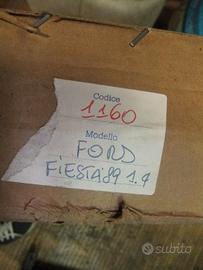 Codice
1160
Modello
FORD
FIESTA 89 1.4
subito